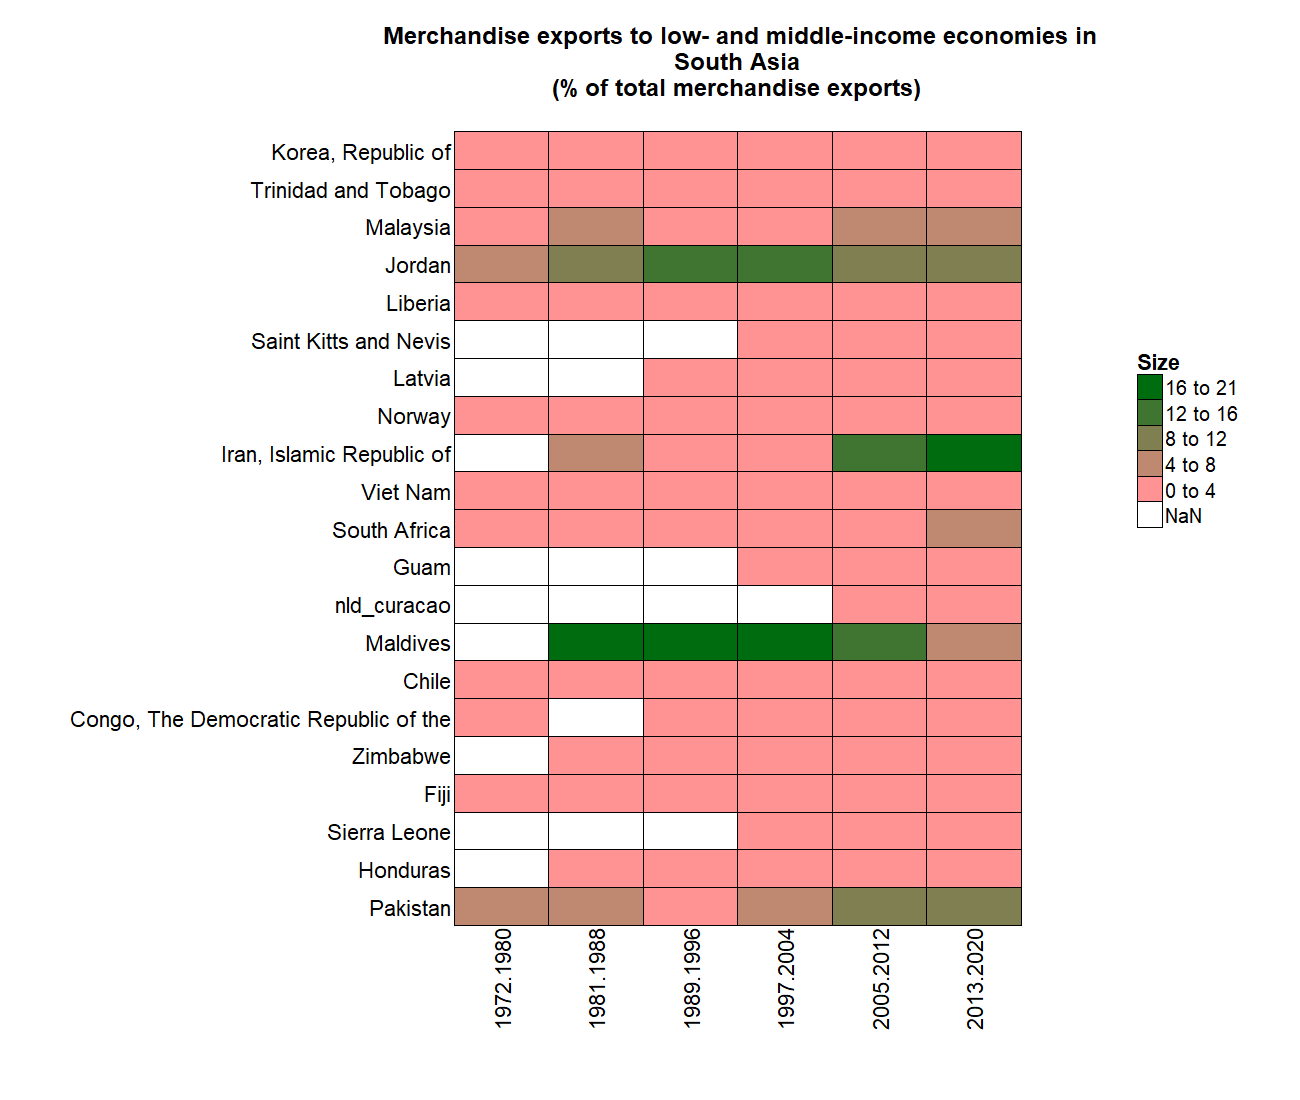 Merchandise exports to low- and middle-income economies in
South Asia
(% of total merchandise exports)
Korea, Republic of
Trinidad and Tobago
Malaysia
Jordan
Liberia
Saint Kitts and Nevis
Latvia
Norway
Iran, Islamic Republic of
Viet Nam
South Africa
Guam
nld_curacao
Maldives
Chile
Congo, The Democratic Republic of the
Zimbabwe
Fiji
Sierra Leone
Honduras
Pakistan
1972.1980
1981.1988
1989.1996
1997.2004
2005.2012
2013.2020
Size
16 to 21
12 to 16
8 to 12
4 to 8
0 to 4
NaN